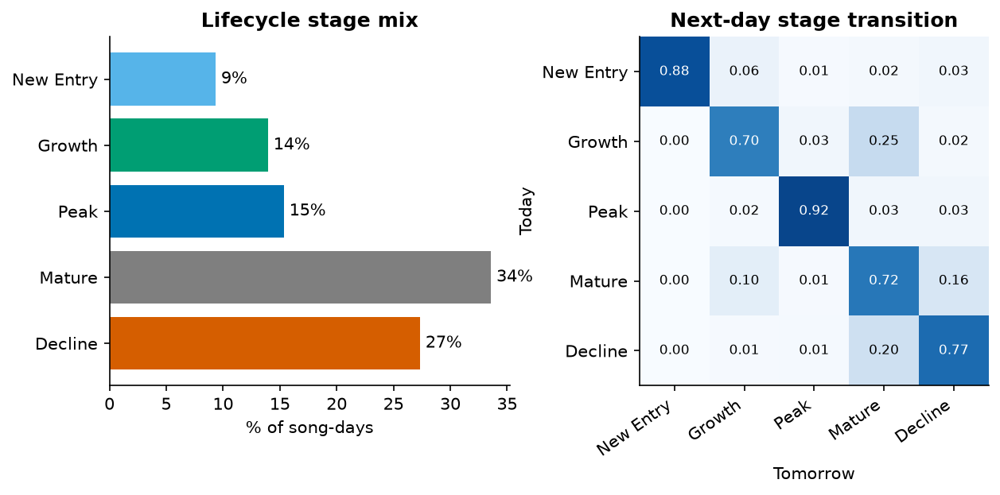 Lifecycle stage mix
New Entry 9%
Growth 14%
Peak 15%
Mature 34%
Decline 27%
0 5 10 15 20 25 30 35
% of song-days
Next-day stage transition
Today
New Entry 0.88 0.06 0.01 0.02 0.03
Growth 0.00 0.70 0.03 0.25 0.02
Peak 0.00 0.02 0.92 0.03 0.03
Mature 0.00 0.10 0.01 0.72 0.16
Decline 0.00 0.01 0.01 0.20 0.77
New Entry Growth Peak Mature Decline
Tomorrow